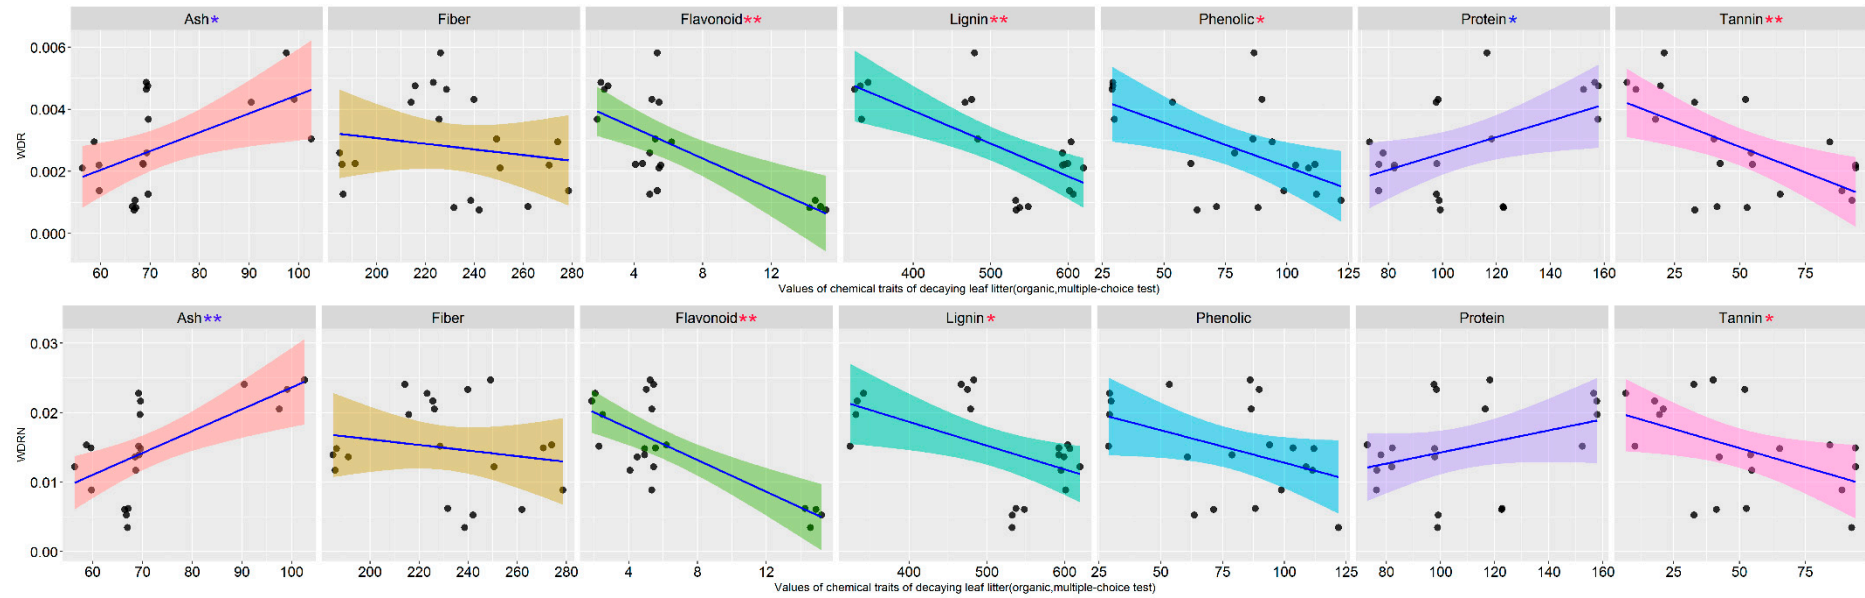 Ash* Fiber Flavonoid** Lignin** Phenolic* Protein* Tannin**
0.006
0.004
0.002
0.000
WDR
60 70 80 90 100 200 220 240 260 280 4 8 12 400 500 600 25 50 75 100 125 80 100 120 140 160 25 50 75
Values of chemical traits of decaying leaf litter(organic,multiple-choice test)
Ash** Fiber Flavonoid** Lignin* Phenolic Protein Tannin*
0.03
0.02
0.01
0.00
WDRN
60 70 80 90 100 200 220 240 260 280 4 8 12 400 500 600 25 50 75 100 125 80 100 120 140 160 25 50 75
Values of chemical traits of decaying leaf litter(organic,multiple-choice test)